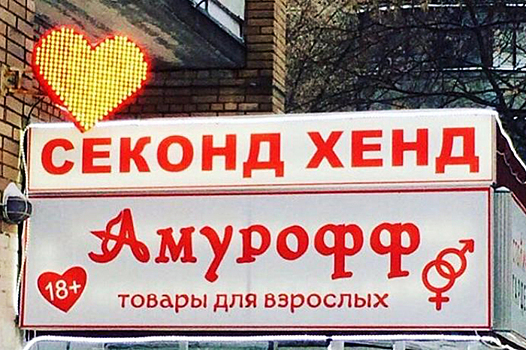 СЕКОНД ХЕНД
Амурофф
18+
товары для взрослых